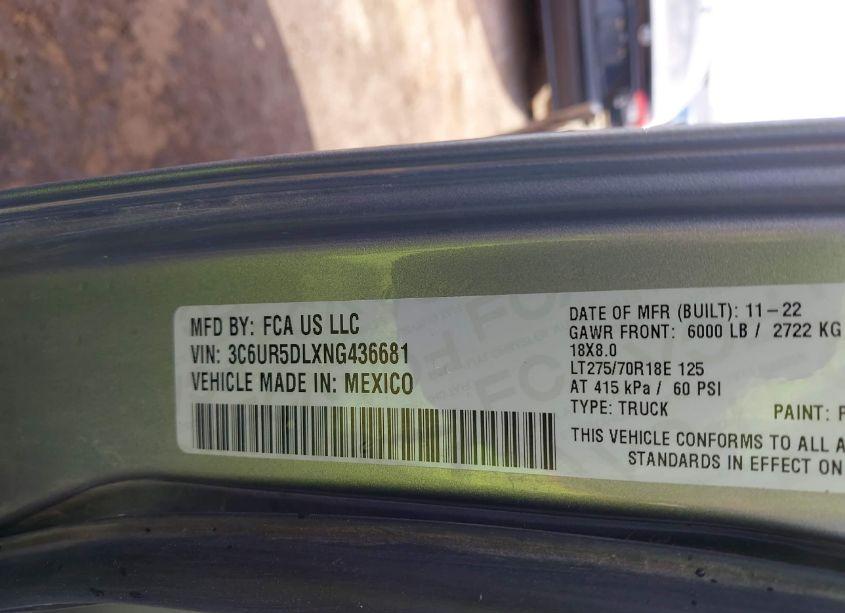 MFD BY: FCA US LLC
VIN: 3C6UR5DLXNG436681
VEHICLE MADE IN: MEXICO
DATE OF MFR (BUILT): 11-22
GAWR FRONT: 6000 LB / 2722 KG
18X8.0
LT275/70R18E 125
AT 415 kPa / 60 PSI
TYPE: TRUCK PAINT:
THIS VEHICLE CONFORMS TO ALL
STANDARDS IN EFFECT ON